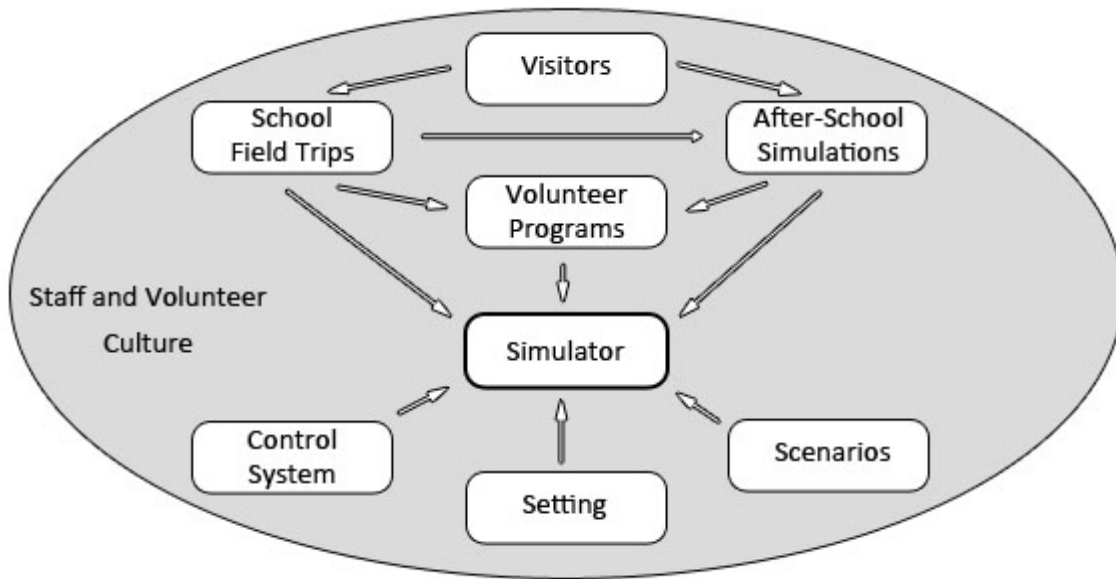 Visitors
School
Field Trips
After-School
Simulations
Volunteer
Programs
Staff and Volunteer
Culture
Simulator
Control
System
Setting
Scenarios